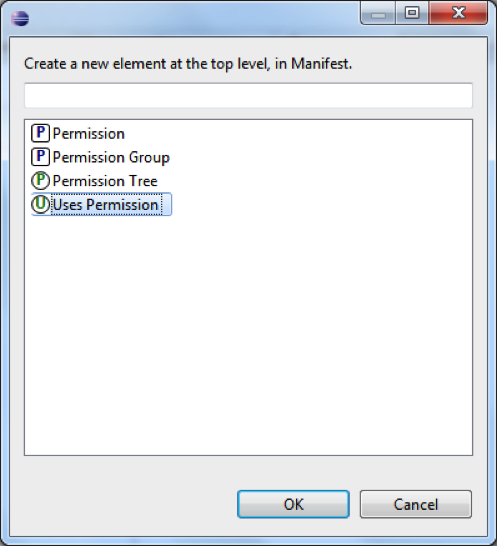 Create a new element at the top level, in Manifest.
P Permission
P Permission Group
P Permission Tree
U Uses Permission
OK Cancel